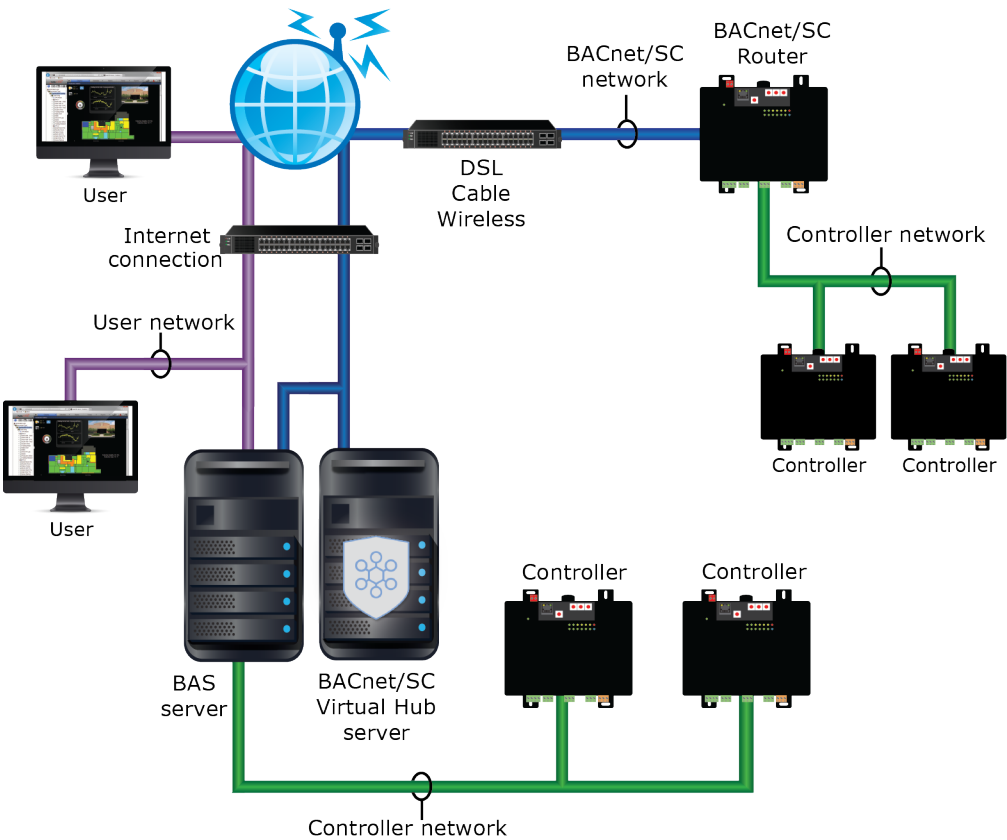 BACnet/SC
Router
BACnet/SC
network
User
DSL
Cable
Wireless
Internet
connection
Controller network
User network
Controller
Controller
User
Controller
Controller
BAS
server
BACnet/SC
Virtual Hub
server
Controller network